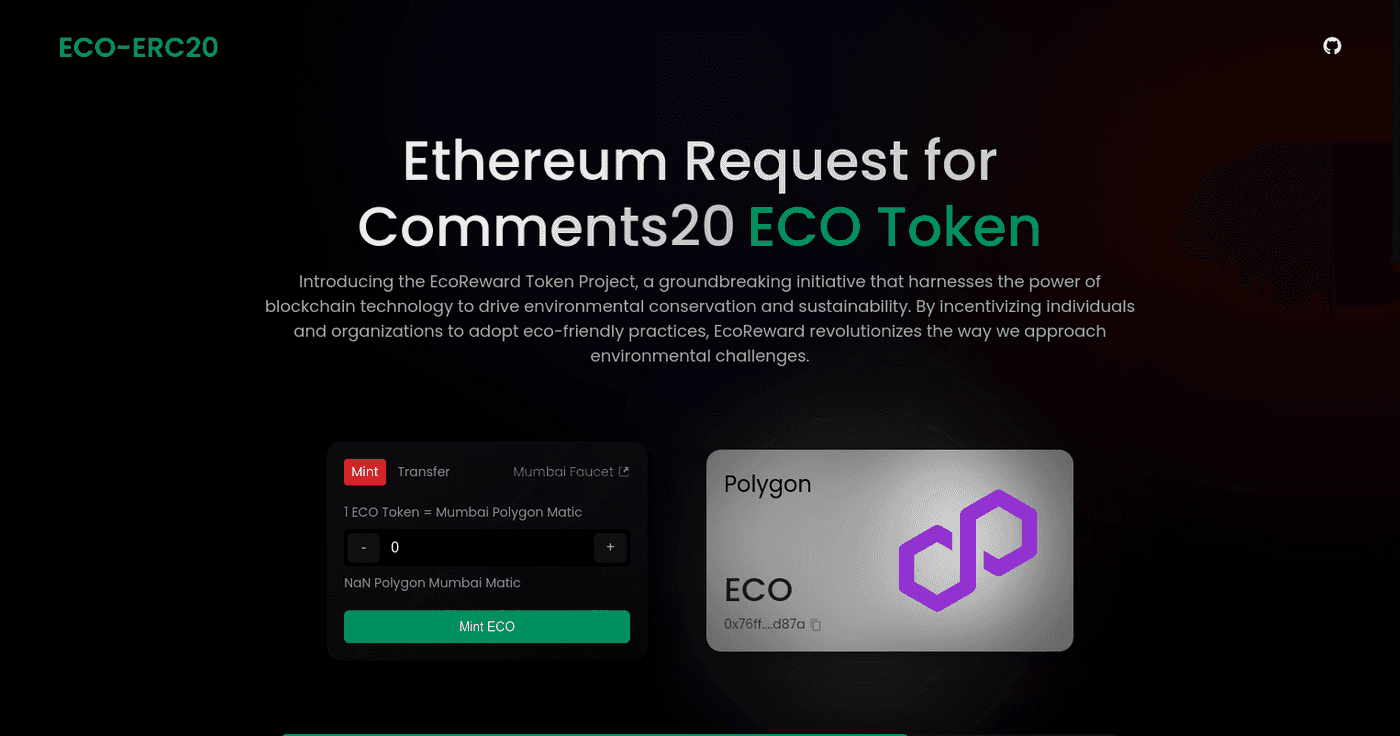 ECO-ERC20
Ethereum Request for
Comments20 ECO Token
Introducing the EcoReward Token Project, a groundbreaking initiative that harnesses the power of
blockchain technology to drive environmental conservation and sustainability. By incentivizing individuals
and organizations to adopt eco-friendly practices, EcoReward revolutionizes the way we approach
environmental challenges.
Mint Transfer Mumbai Faucet
1 ECO Token = Mumbai Polygon Matic
- 0 +
NaN Polygon Mumbai Matic
Mint ECO
Polygon
ECO
0x76ff....d87a